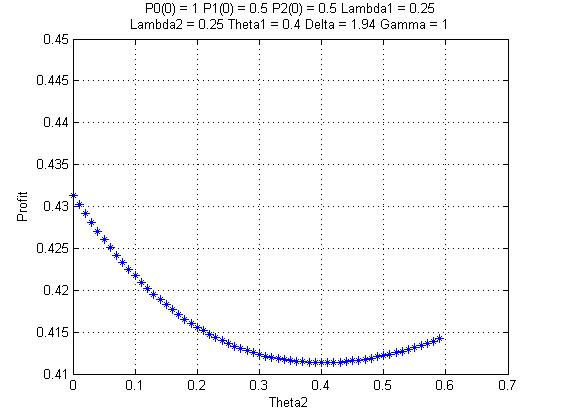 P0(0) = 1 P1(0) = 0.5 P2(0) = 0.5 Lambda1 = 0.25
Lambda2 = 0.25 Theta1 = 0.4 Delta = 1.94 Gamma = 1
0.45
0.445
0.44
0.435
0.43
0.425
0.42
0.415
0.41
Profit
0 0.1 0.2 0.3 0.4 0.5 0.6 0.7
Theta2